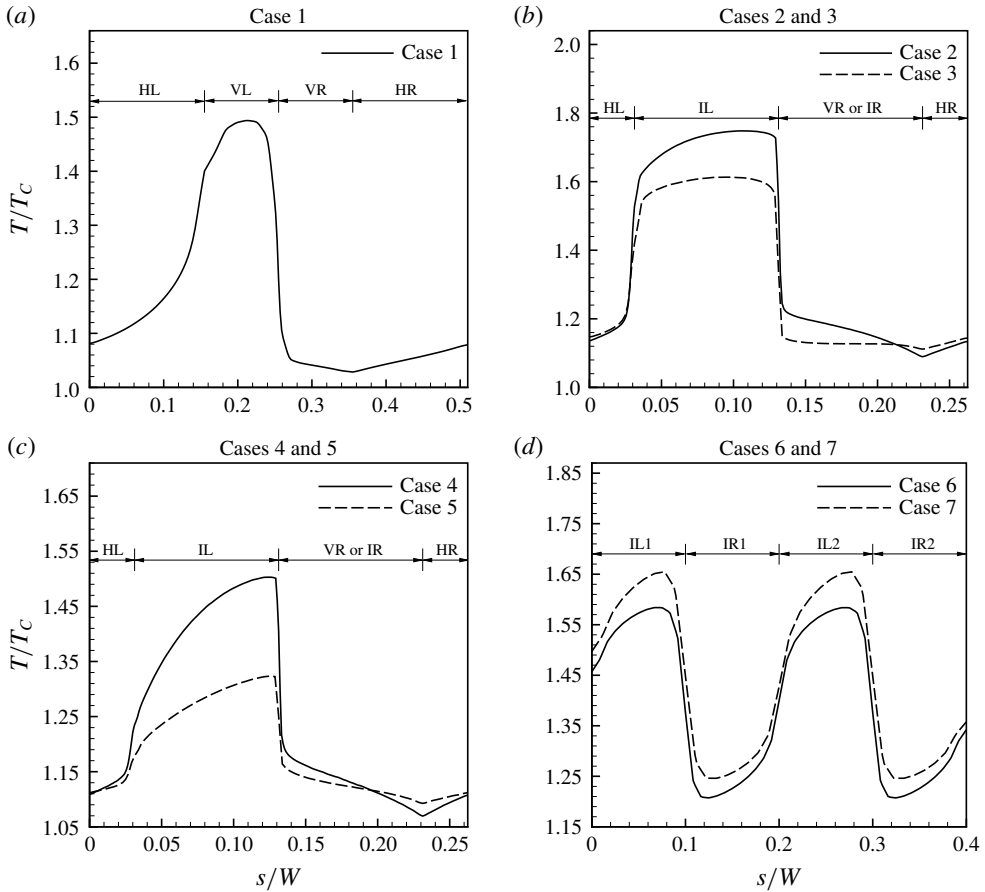 (a) Case 1
Case 1
HL VL VR HR
T/T_C
1.6
1.5
1.4
1.3
1.2
1.1
1.0
0 0.1 0.2 0.3 0.4 0.5
(b) Cases 2 and 3
Case 2
Case 3
HL IL VR or IR HR
2.0
1.8
1.6
1.4
1.2
1.0
0 0.05 0.10 0.15 0.20 0.25
(c) Cases 4 and 5
Case 4
Case 5
HL IL VR or IR HR
T/T_C
1.65
1.55
1.45
1.35
1.25
1.15
1.05
0 0.05 0.10 0.15 0.20 0.25
s/W
(d) Cases 6 and 7
Case 6
Case 7
IL1 IR1 IL2 IR2
1.85
1.75
1.65
1.55
1.45
1.35
1.25
1.15
0 0.1 0.2 0.3 0.4
s/W